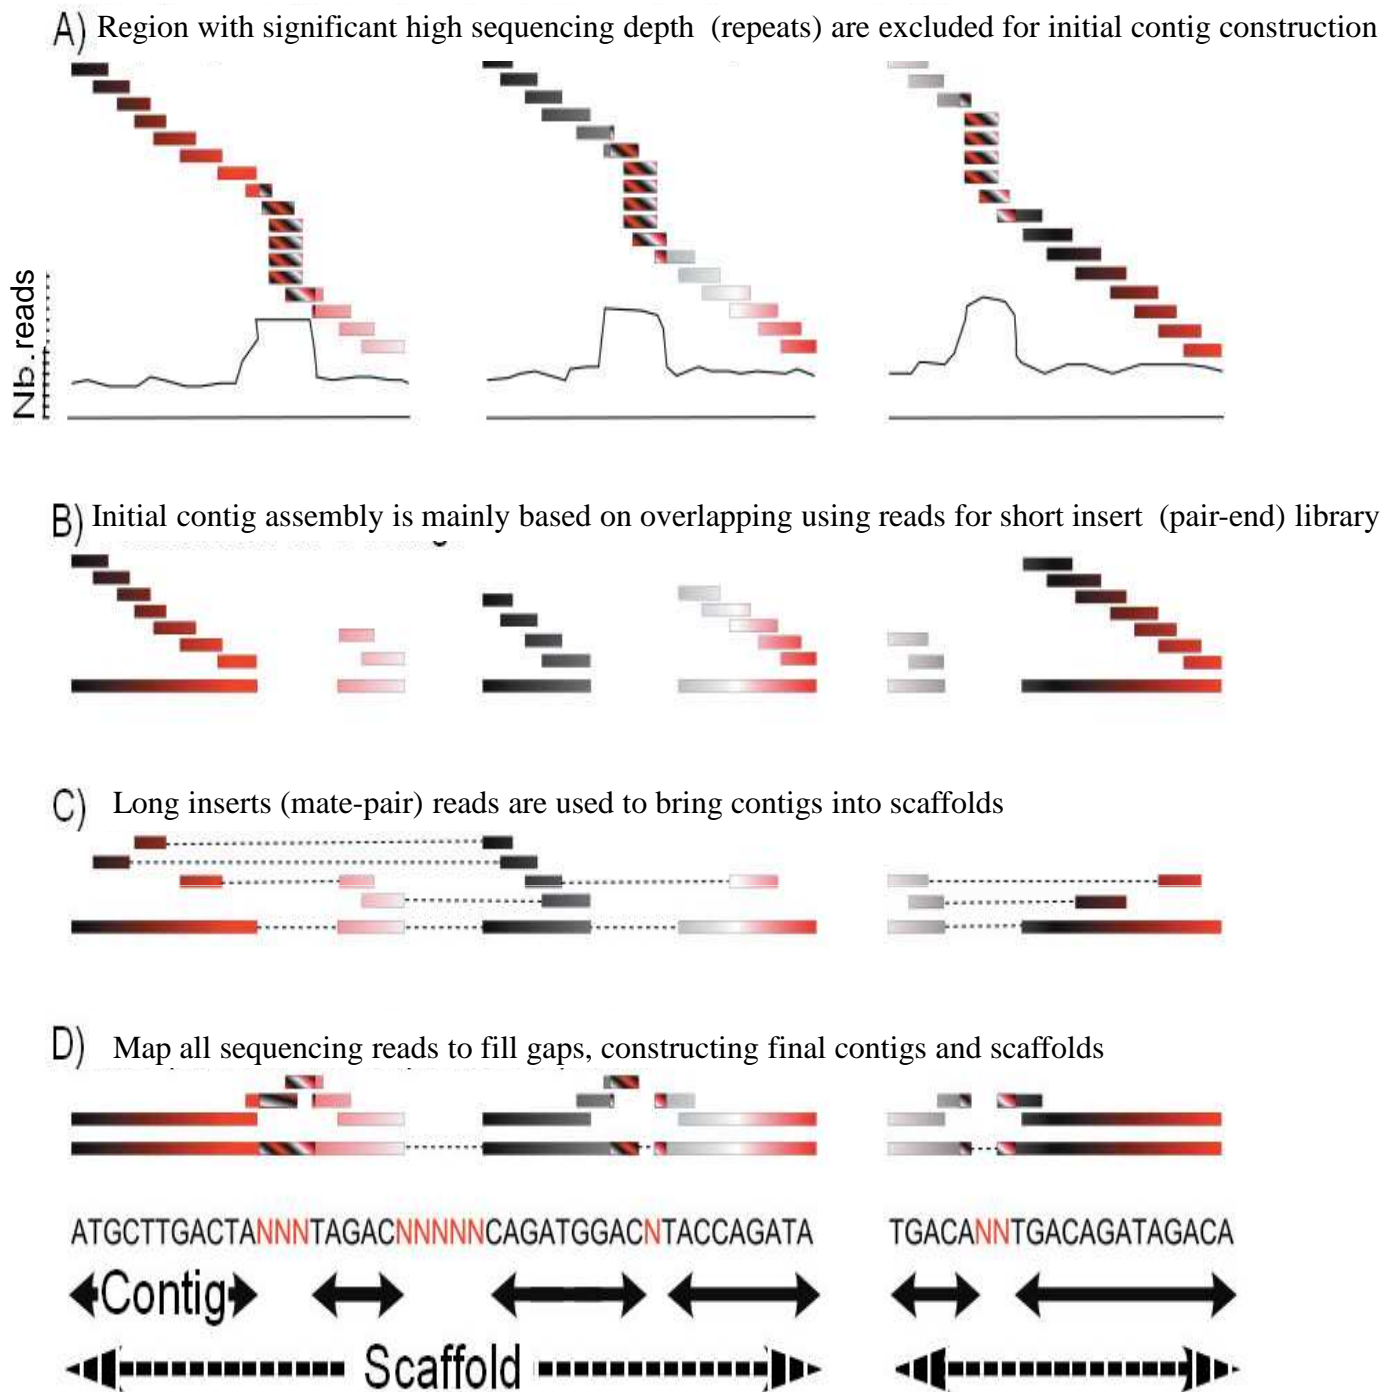 A) Region with significant high sequencing depth (repeats) are excluded for initial contig construction
Nb.reads
B) Initial contig assembly is mainly based on overlapping using reads for short insert (pair-end) library
C) Long inserts (mate-pair) reads are used to bring contigs into scaffolds
D) Map all sequencing reads to fill gaps, constructing final contigs and scaffolds
ATGCTTGACTANNNTAGACNNNNNCAGATGGACNTACCAGATA TGACANNTGACAGATAGACA
Contig
Scaffold